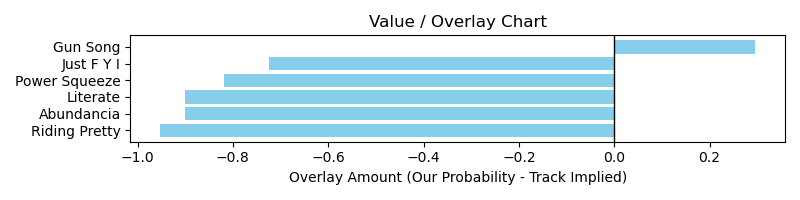 Value / Overlay Chart
Gun Song
Just F Y I
Power Squeeze
Literate
Abundancia
Riding Pretty
−1.0 −0.8 −0.6 −0.4 −0.2 0.0 0.2
Overlay Amount (Our Probability - Track Implied)